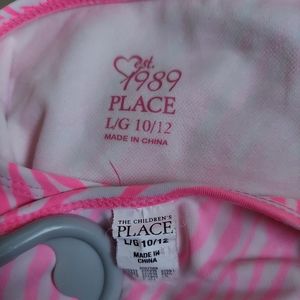 est.
1989
PLACE
L/G 10/12
MADE IN CHINA
THE CHILDREN'S
PLACE
L/G 10/12
MADE IN
CHINA